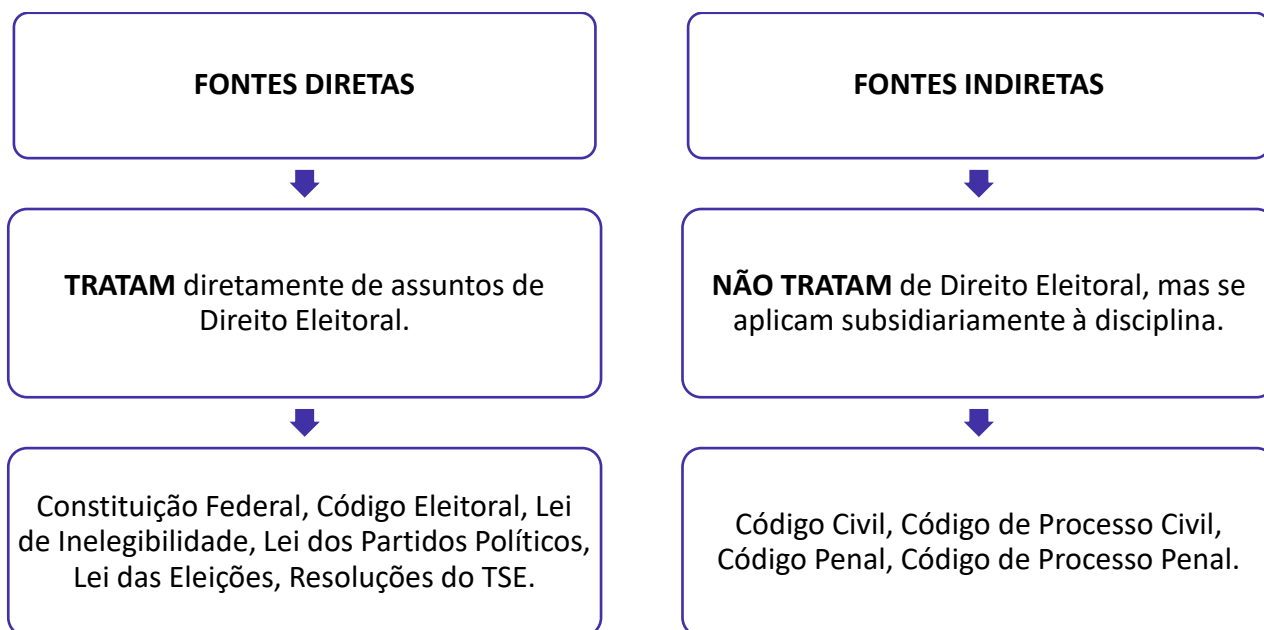 FONTES DIRETAS
TRATAM diretamente de assuntos de
Direito Eleitoral.
Constituição Federal, Código Eleitoral, Lei
de Inelegibilidade, Lei dos Partidos Políticos,
Lei das Eleições, Resoluções do TSE.
FONTES INDIRETAS
NÃO TRATAM de Direito Eleitoral, mas se
aplicam subsidiariamente à disciplina.
Código Civil, Código de Processo Civil,
Código Penal, Código de Processo Penal.